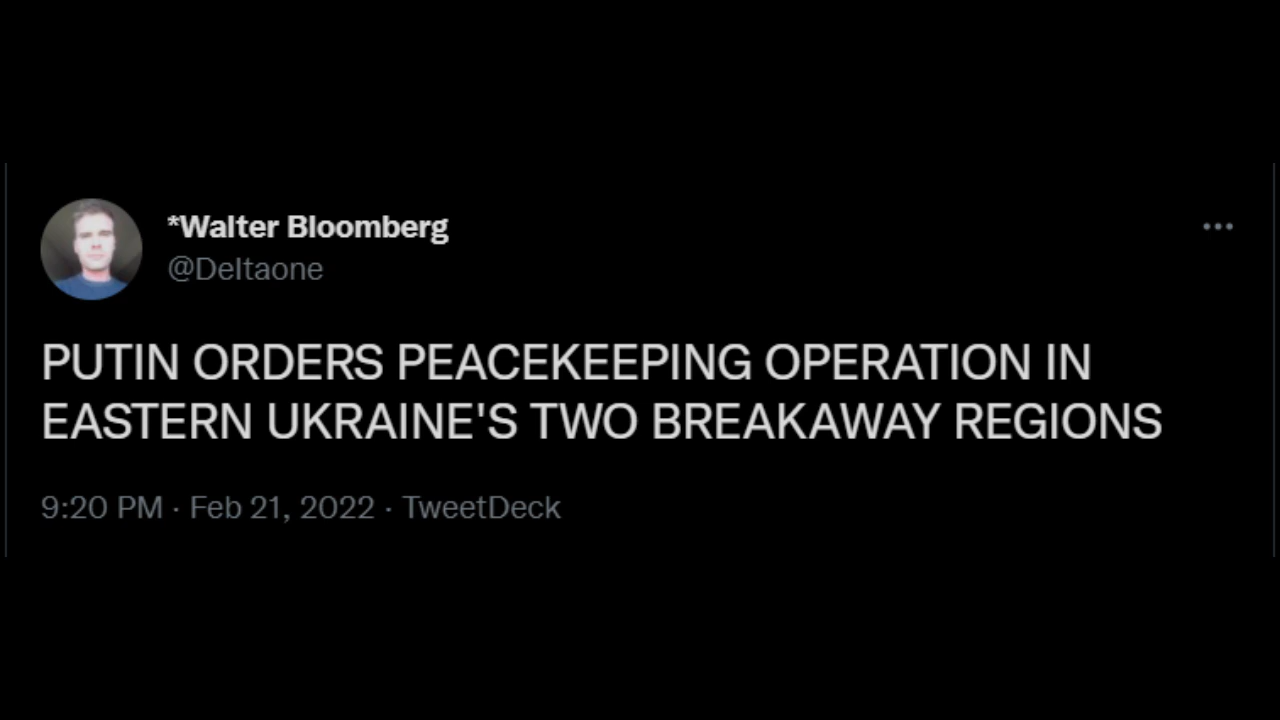 *Walter Bloomberg
@Deltaone
PUTIN ORDERS PEACEKEEPING OPERATION IN
EASTERN UKRAINE'S TWO BREAKAWAY REGIONS
9:20 PM · Feb 21, 2022 · TweetDeck